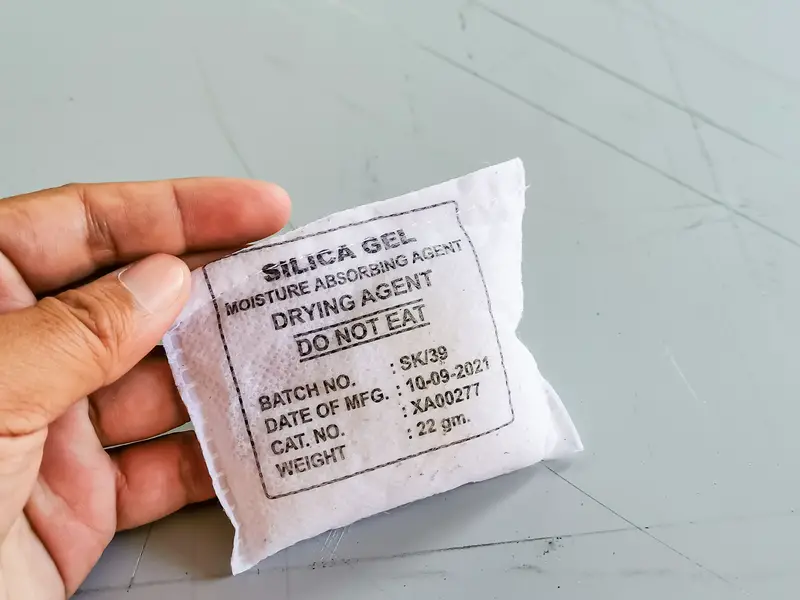 SILICA GEL
MOISTURE ABSORBING AGENT
DRYING AGENT
DO NOT EAT
BATCH NO. : SK/39
DATE OF MFG. : 10-09-2021
CAT. NO. : XA00277
WEIGHT : 22 gm.